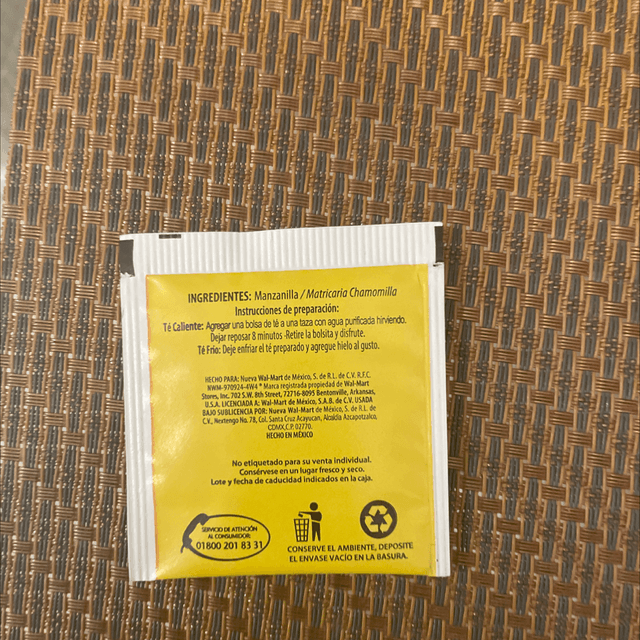 INGREDIENTES: Manzanilla / Matricaria Chamomilla
Instrucciones de preparación:
Té Caliente: Agregar una bolsa de té a una taza con agua purificada hirviendo.
Dejar reposar 8 minutos -Retire la bolsita y disfrute.
Té Frío: Deje enfriar el té preparado y agregue hielo al gusto.
HECHO PARA: Nueva Wal-Mart de México, S. de R.L. de C.V. R.F.C.
NWM-970924-4W4 ® Marca registrada propiedad de Wal-Mart
Stores, Inc. 702 S.W. 8th Street, 72716-8095 Bentonville, Arkansas,
U.S.A. LICENCIADA A: Wal-Mart de México, S.A.B. de C.V. USADA
BAJO SUBLICENCIA POR: Nueva Wal-Mart de México, S. de R.L. de
C.V., Nextengo No. 78, Col. Santa Cruz Acayucan, Alcaldía Azcapotzalco,
CDMX, C.P. 02770.
HECHO EN MÉXICO
No etiquetado para su venta individual.
Consérvese en un lugar fresco y seco.
Lote y fecha de caducidad indicados en la caja.
SERVICIO DE ATENCIÓN
AL CONSUMIDOR:
01800 201 83 31
CONSERVE EL AMBIENTE, DEPOSITE
EL ENVASE VACÍO EN LA BASURA.